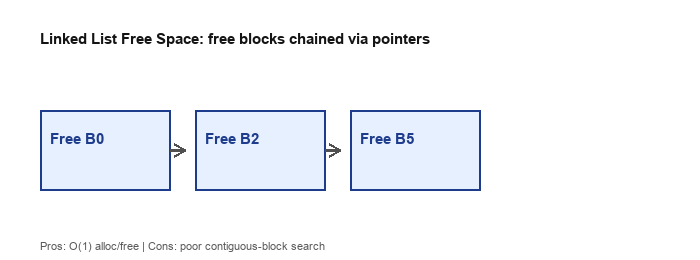 Linked List Free Space: free blocks chained via pointers
Free B0
Free B2
Free B5
Pros: O(1) alloc/free | Cons: poor contiguous-block search